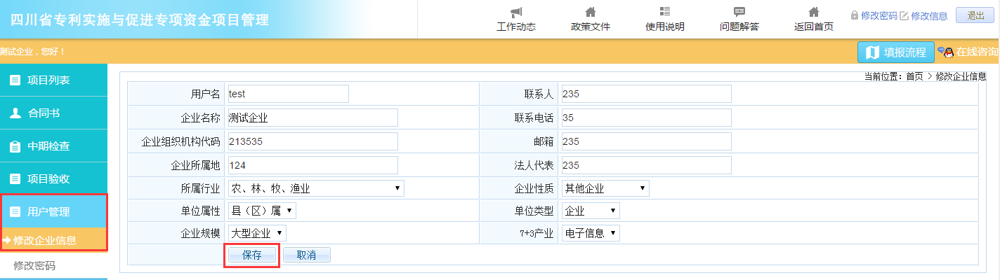 四川省专利实施与促进专项资金项目管理
工作动态 政策文件 使用说明 问题解答 返回首页 修改密码 修改信息 退出
测试企业，您好！
填报流程 在线咨询
项目列表
合同书
中期检查
项目验收
用户管理
修改企业信息
修改密码
当前位置：首页 > 修改企业信息
用户名 test 联系人 235
企业名称 测试企业 联系电话 35
企业组织机构代码 213535 邮箱 235
企业所属地 124 法人代表 235
所属行业 农、林、牧、渔业 企业性质 其他企业
单位属性 县（区）属 单位类型 企业
企业规模 大型企业 7+3产业 电子信息
保存 取消